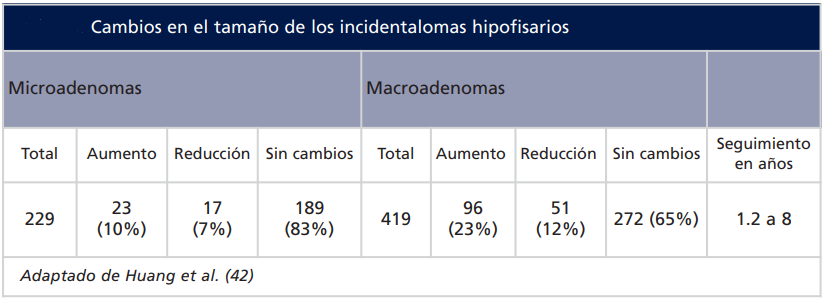 Cambios en el tamaño de los incidentalomas hipofisarios
Microadenomas Macroadenomas
Total Aumento Reducción Sin cambios Total Aumento Reducción Sin cambios Seguimiento en años
229 23 (10%) 17 (7%) 189 (83%) 419 96 (23%) 51 (12%) 272 (65%) 1.2 a 8
Adaptado de Huang et al. (42)